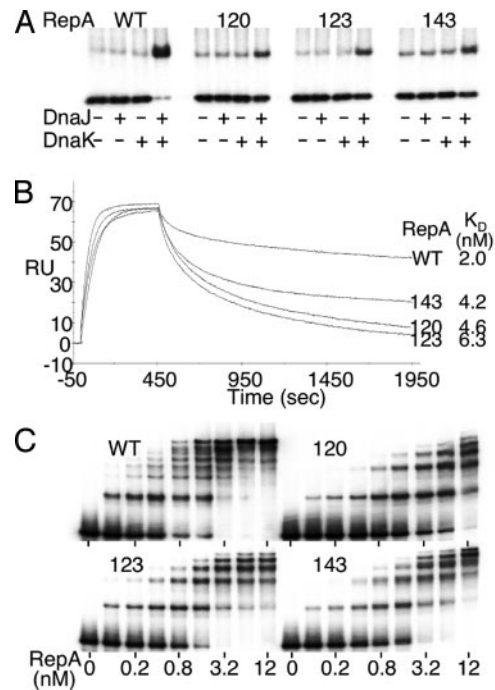 A
RepA WT 120 123 143
DnaJ - + - + - + - + - + - + - + - +
DnaK - - + + - - + + - - + + - - + +
B
70
50
RU
30
10
0
-10
-50 450 950 1450 1950
Time (sec)
RepA K_D (nM)
WT 2.0
143 4.2
120 4.6
123 6.3
C
WT 120
123 143
RepA (nM) 0 0.2 0.8 3.2 12 0 0.2 0.8 3.2 12